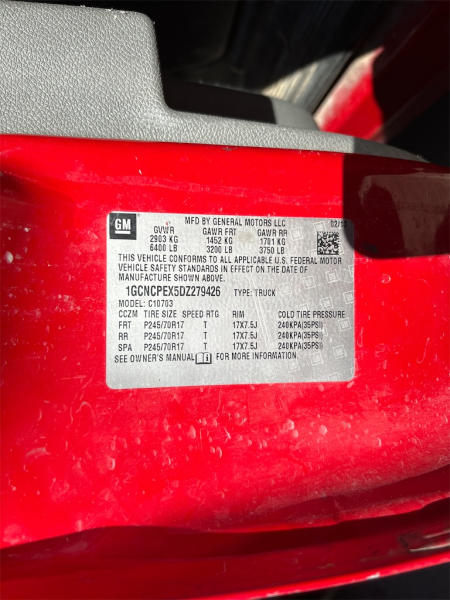 GM
MFD BY GENERAL MOTORS LLC
GVWR GAWR FRT GAWR RR
2903 KG 1452 KG 1701 KG
6400 LB 3200 LB 3750 LB
THIS VEHICLE CONFORMS TO ALL APPLICABLE U.S. FEDERAL MOTOR
VEHICLE SAFETY STANDARDS IN EFFECT ON THE DATE OF
MANUFACTURE SHOWN ABOVE.
1GCNCPEX5DZ279426 TYPE: TRUCK
MODEL: C10703
CCZM TIRE SIZE SPEED RTG RIM COLD TIRE PRESSURE
FRT P245/70R17 T 17X7.5J 240KPA(35PSI)
RR P245/70R17 T 17X7.5J 240KPA(35PSI)
SPA P245/70R17 T 17X7.5J 240KPA(35PSI)
SEE OWNER'S MANUAL FOR MORE INFORMATION.